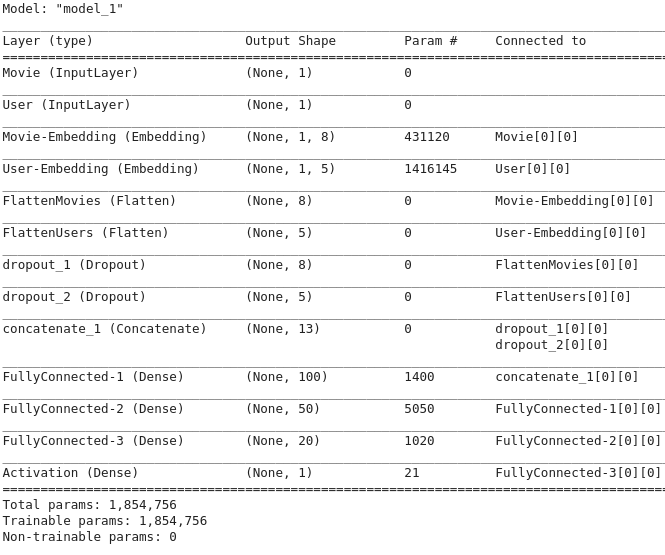 Model: "model_1"
Layer (type) Output Shape Param # Connected to
Movie (InputLayer) (None, 1) 0
User (InputLayer) (None, 1) 0
Movie-Embedding (Embedding) (None, 1, 8) 431120 Movie[0][0]
User-Embedding (Embedding) (None, 1, 5) 1416145 User[0][0]
FlattenMovies (Flatten) (None, 8) 0 Movie-Embedding[0][0]
FlattenUsers (Flatten) (None, 5) 0 User-Embedding[0][0]
dropout_1 (Dropout) (None, 8) 0 FlattenMovies[0][0]
dropout_2 (Dropout) (None, 5) 0 FlattenUsers[0][0]
concatenate_1 (Concatenate) (None, 13) 0 dropout_1[0][0]
dropout_2[0][0]
FullyConnected-1 (Dense) (None, 100) 1400 concatenate_1[0][0]
FullyConnected-2 (Dense) (None, 50) 5050 FullyConnected-1[0][0]
FullyConnected-3 (Dense) (None, 20) 1020 FullyConnected-2[0][0]
Activation (Dense) (None, 1) 21 FullyConnected-3[0][0]
Total params: 1,854,756
Trainable params: 1,854,756
Non-trainable params: 0